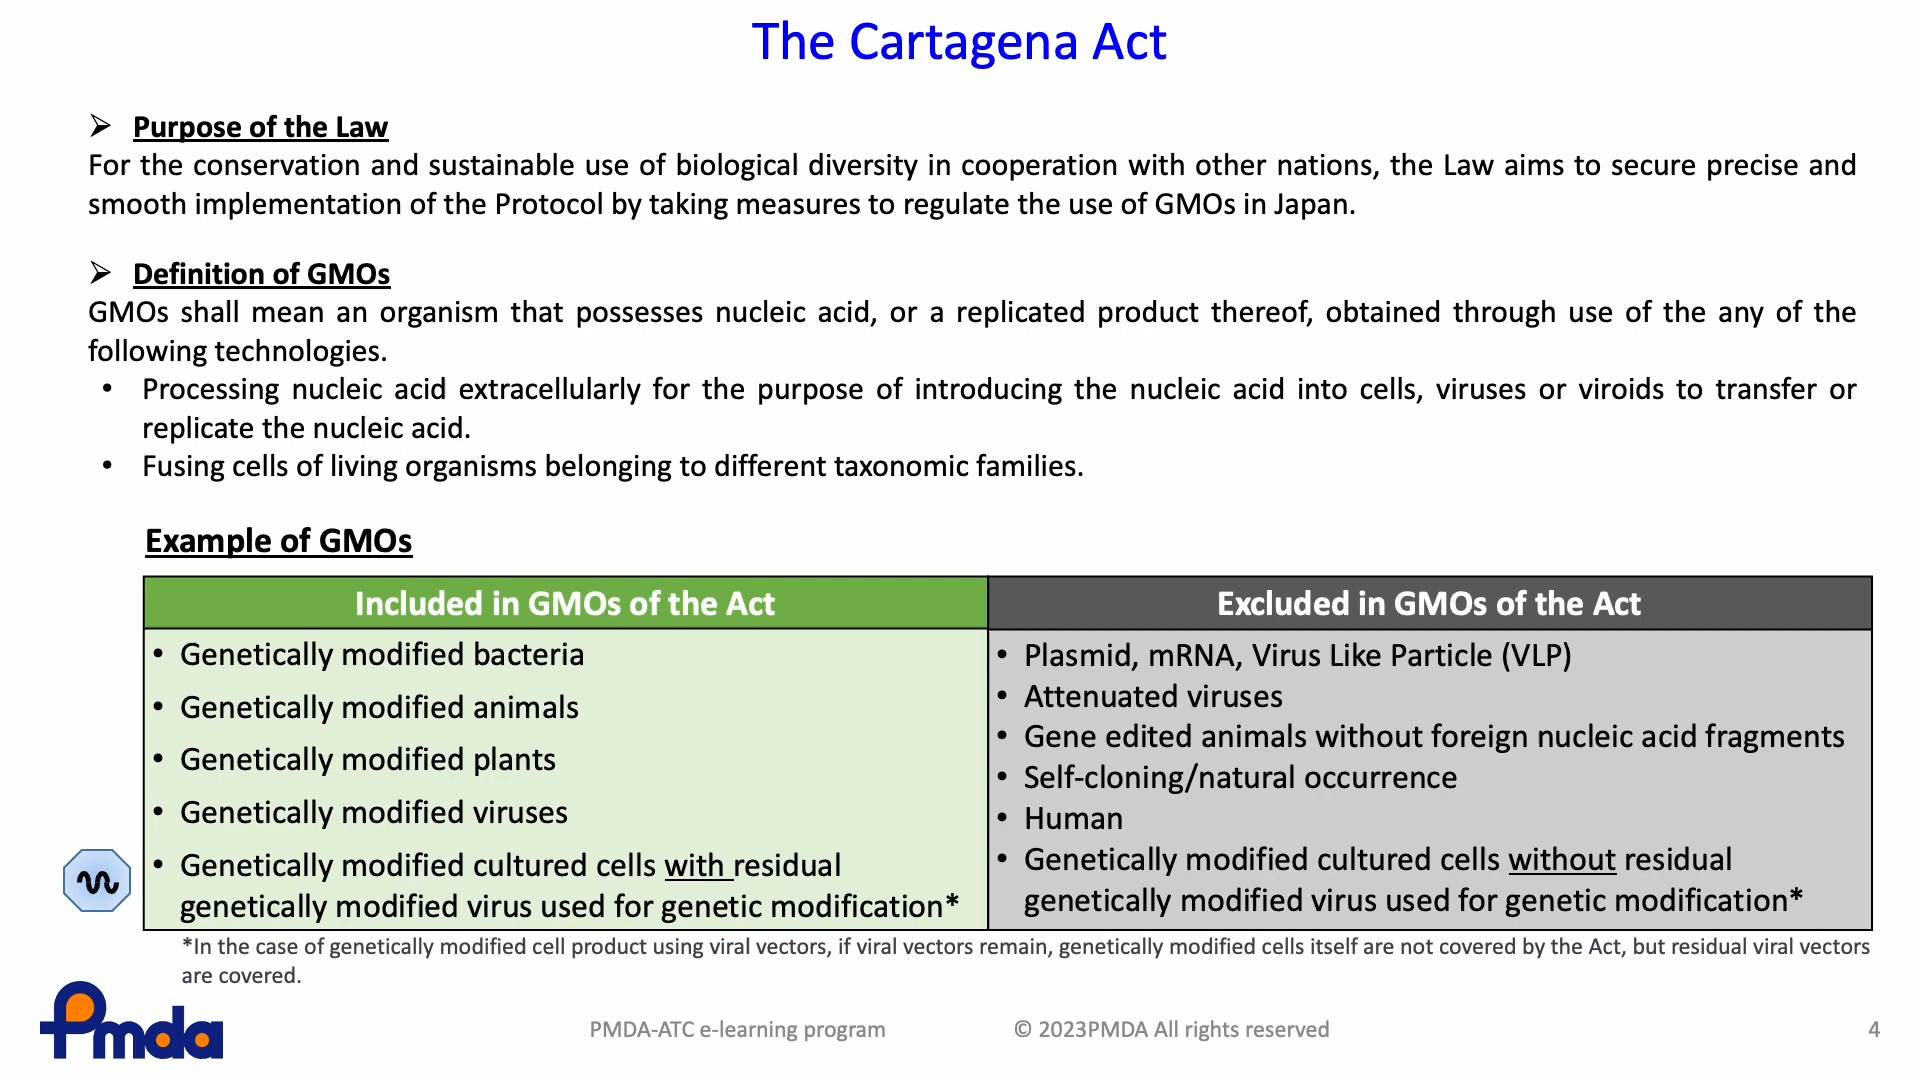 The Cartagena Act
➢ Purpose of the Law
For the conservation and sustainable use of biological diversity in cooperation with other nations, the Law aims to secure precise and
smooth implementation of the Protocol by taking measures to regulate the use of GMOs in Japan.
➢ Definition of GMOs
GMOs shall mean an organism that possesses nucleic acid, or a replicated product thereof, obtained through use of the any of the
following technologies.
• Processing nucleic acid extracellularly for the purpose of introducing the nucleic acid into cells, viruses or viroids to transfer or
replicate the nucleic acid.
• Fusing cells of living organisms belonging to different taxonomic families.
Example of GMOs
Included in GMOs of the Act
• Genetically modified bacteria
• Genetically modified animals
• Genetically modified plants
• Genetically modified viruses
• Genetically modified cultured cells with residual
genetically modified virus used for genetic modification*
Excluded in GMOs of the Act
• Plasmid, mRNA, Virus Like Particle (VLP)
• Attenuated viruses
• Gene edited animals without foreign nucleic acid fragments
• Self-cloning/natural occurrence
• Human
• Genetically modified cultured cells without residual
genetically modified virus used for genetic modification*
*In the case of genetically modified cell product using viral vectors, if viral vectors remain, genetically modified cells itself are not covered by the Act, but residual viral vectors
are covered.
Pmda
PMDA-ATC e-learning program
© 2023PMDA All rights reserved
4